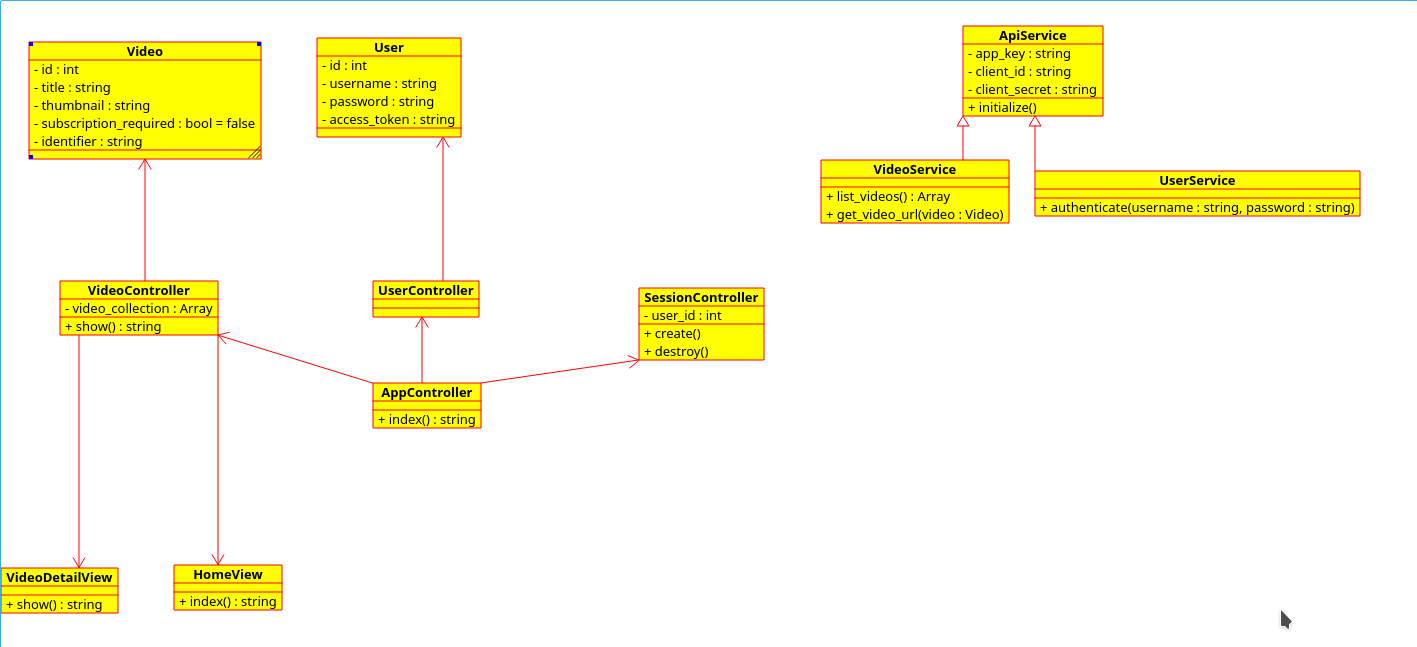 Video
- id : int
- title : string
- thumbnail : string
- subscription_required : bool = false
- identifier : string
User
- id : int
- username : string
- password : string
- access_token : string
ApiService
- app_key : string
- client_id : string
- client_secret : string
+ initialize()
VideoService
+ list_videos() : Array
+ get_video_url(video : Video)
UserService
+ authenticate(username : string, password : string)
VideoController
- video_collection : Array
+ show() : string
UserController
SessionController
- user_id : int
+ create()
+ destroy()
AppController
+ index() : string
VideoDetailView
+ show() : string
HomeView
+ index() : string